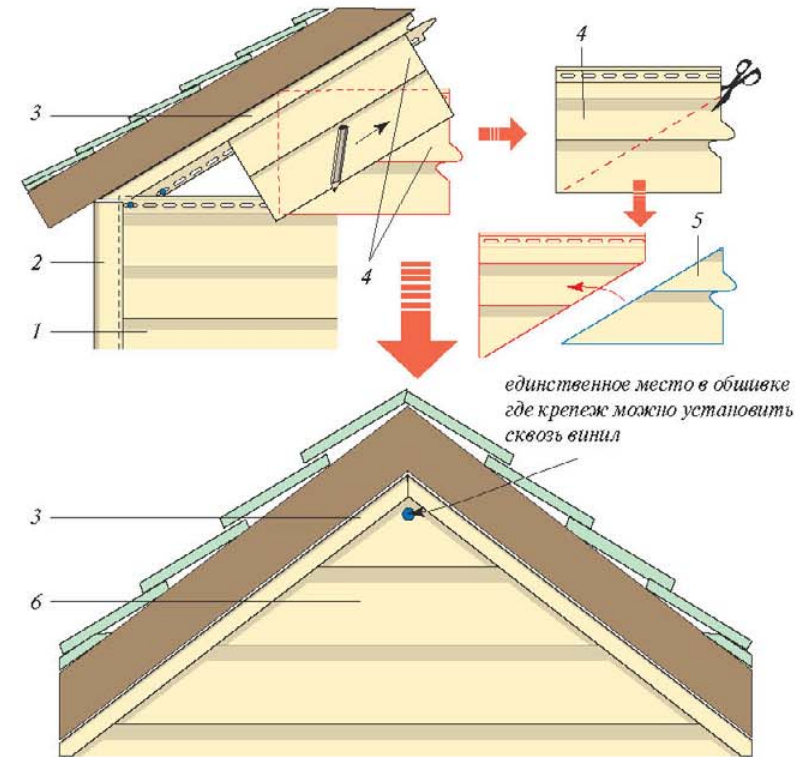 4
3
2
4
5
1
единственное место в обшивке
где крепеж можно установить
сквозь винил
3
6